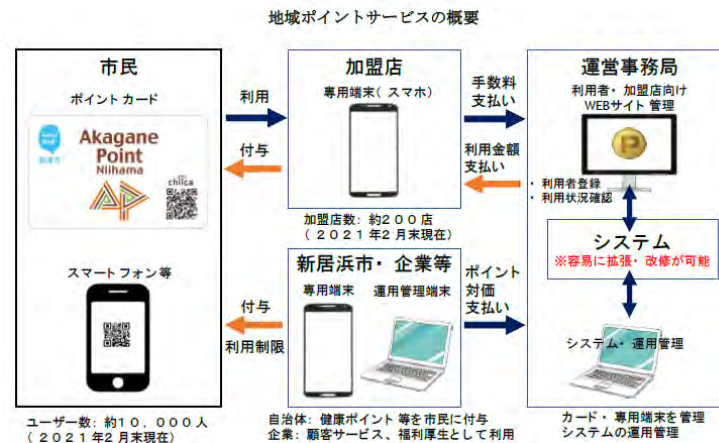 地域ポイントサービスの概要
市民
ポイントカード
Akagane
Point
Niihama
chiica
スマートフォン等
ユーザー数：約１０，０００人
（２０２１年２月末現在）
利用
付与
加盟店
専用端末（スマホ）
加盟店数：約２００店
（２０２１年２月末現在）
手数料
支払い
利用金額
支払い
運営事務局
利用者・加盟店向け
WEBサイト管理
P
・利用者登録
・利用状況確認
システム
※容易に拡張・改修が可能
システム・運用管理
カード・専用端末を管理
システムの運用管理
付与
利用制限
新居浜市・企業等
専用端末
運用管理端末
自治体：健康ポイント等を市民に付与
企業：顧客サービス、福利厚生として利用
ポイント
対価
支払い